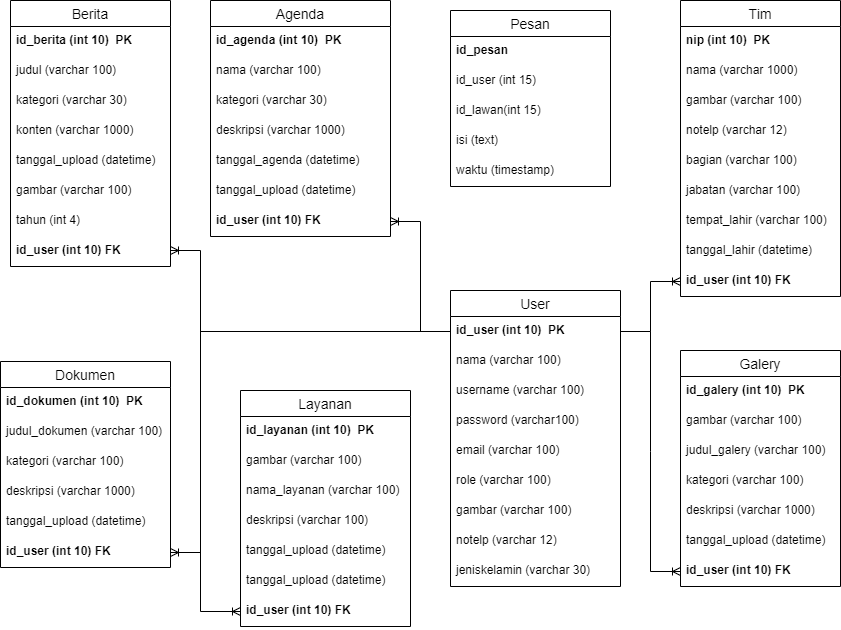 Berita
id_berita (int 10)  PK
judul (varchar 100)
kategori (varchar 30)
konten (varchar 1000)
tanggal_upload (datetime)
gambar (varchar 100)
tahun (int 4)
id_user (int 10) FK
Agenda
id_agenda (int 10)  PK
nama (varchar 100)
kategori (varchar 30)
deskripsi (varchar 1000)
tanggal_agenda (datetime)
tanggal_upload (datetime)
id_user (int 10) FK
Pesan
id_pesan
id_user (int 15)
id_lawan(int 15)
isi (text)
waktu (timestamp)
Tim
nip (int 10)  PK
nama (varchar 1000)
gambar (varchar 100)
notelp (varchar 12)
bagian (varchar 100)
jabatan (varchar 100)
tempat_lahir (varchar 100)
tanggal_lahir (datetime)
id_user (int 10) FK
Dokumen
id_dokumen (int 10)  PK
judul_dokumen (varchar 100)
kategori (varchar 100)
deskripsi (varchar 1000)
tanggal_upload (datetime)
id_user (int 10) FK
Layanan
id_layanan (int 10)  PK
gambar (varchar 100)
nama_layanan (varchar 100)
deskripsi (varchar 100)
tanggal_upload (datetime)
tanggal_upload (datetime)
id_user (int 10) FK
User
id_user (int 10)  PK
nama (varchar 100)
username (varchar 100)
password (varchar100)
email (varchar 100)
role (varchar 100)
gambar (varchar 100)
notelp (varchar 12)
jeniskelamin (varchar 30)
Galery
id_galery (int 10)  PK
gambar (varchar 100)
judul_galery (varchar 100)
kategori (varchar 100)
deskripsi (varchar 1000)
tanggal_upload (datetime)
id_user (int 10) FK